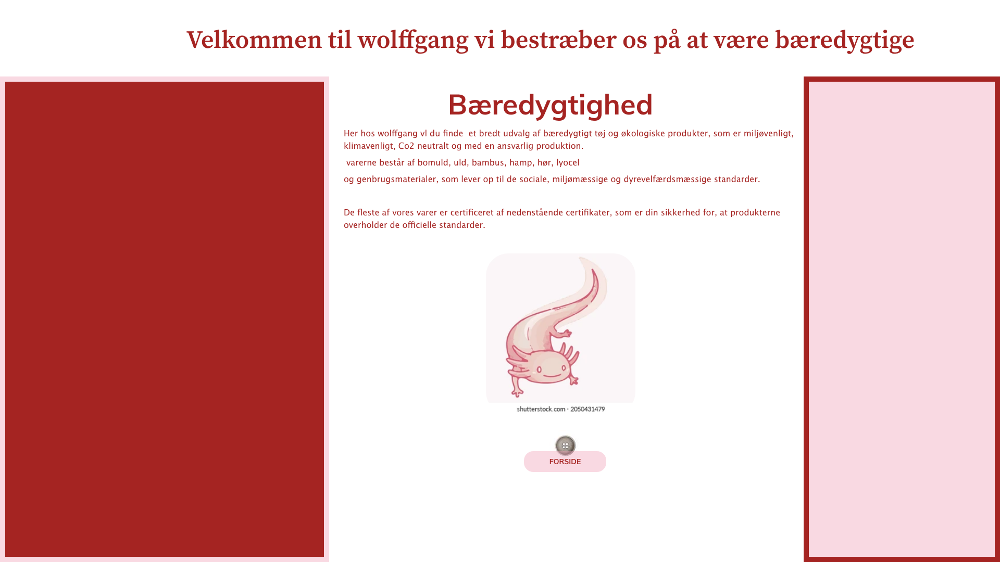 Velkommen til wolffgang vi bestræber os på at være bæredygtige
Bæredygtighed
Her hos wolffgang vl du finde  et bredt udvalg af bæredygtigt tøj og økologiske produkter, som er miljøvenligt,
klimavenligt, Co2 neutralt og med en ansvarlig produktion.
varerne består af bomuld, uld, bambus, hamp, hør, lyocel
og genbrugsmaterialer, som lever op til de sociale, miljømæssige og dyrevelfærdsmæssige standarder.
De fleste af vores varer er certificeret af nedenstående certifikater, som er din sikkerhed for, at produkterne
overholder de officielle standarder.
shutterstock.com · 2050431479
FORSIDE